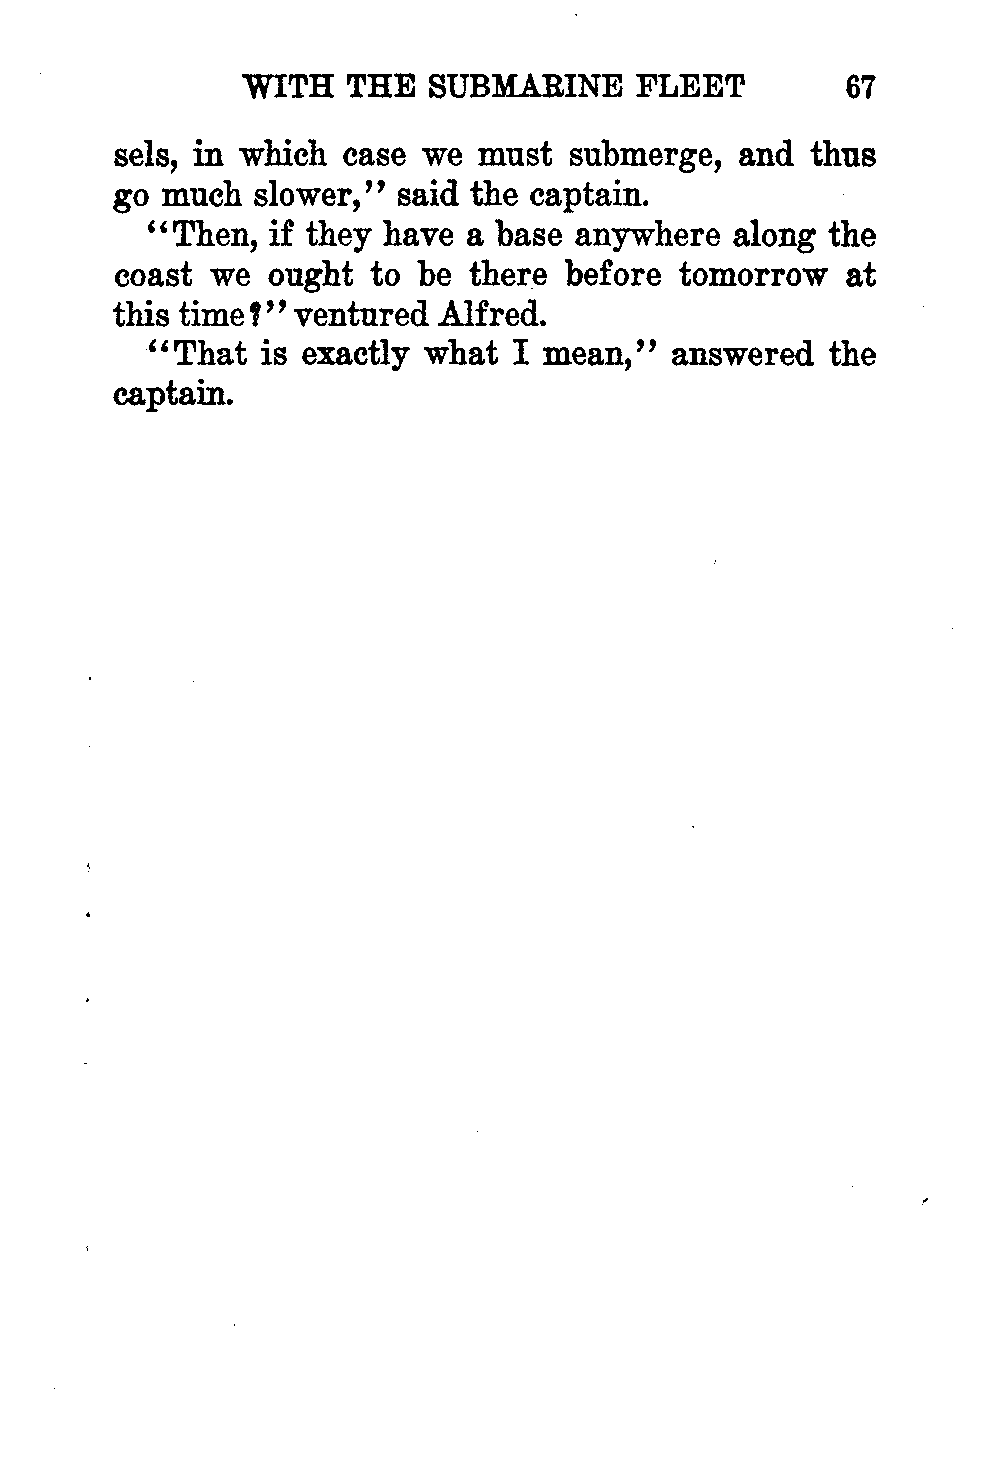 WITH THE SUBMARINE FLEET 67
sels, in which case we must submerge, and thus
go much slower,'' said the captain.
''Then, if they have a base anywhere along the
coast we ought to be there before tomorrow at
this time?'' ventured Alfred.
''That is exactly what I mean,'' answered the
captain.